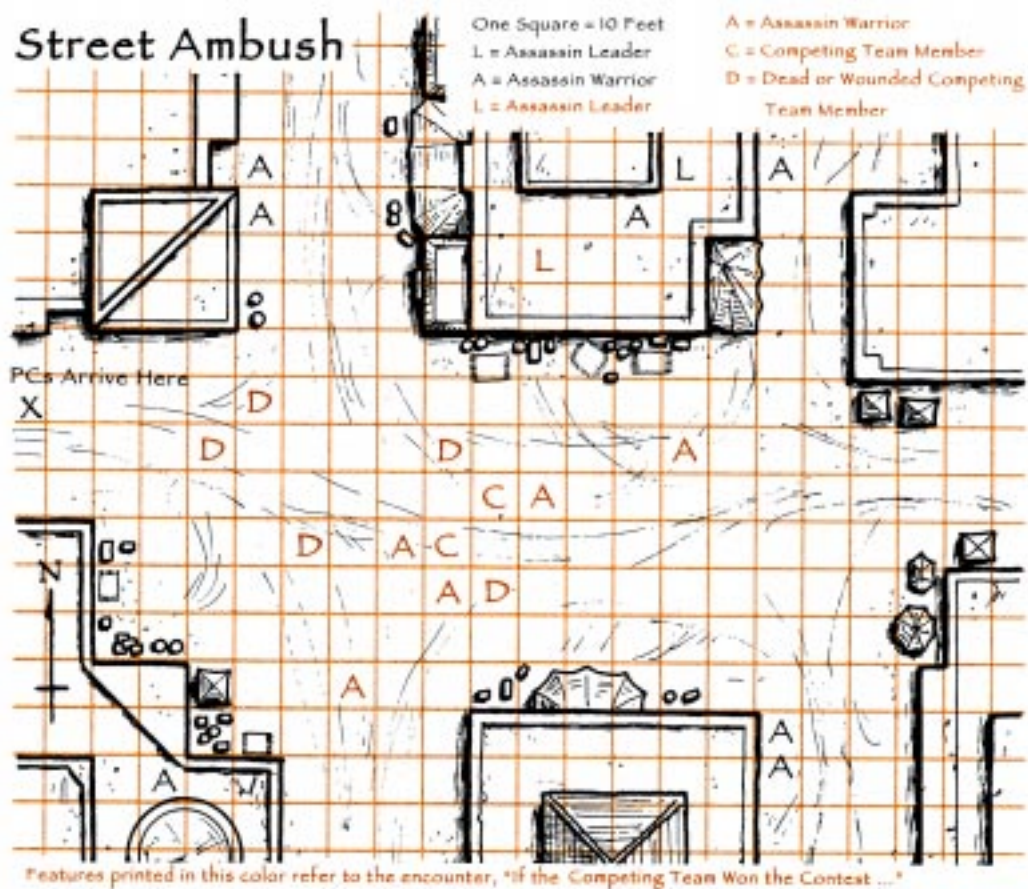 Street Ambush
One Square = 10 Feet
L = Assassin Leader
A = Assassin Warrior
L = Assassin Leader
A = Assassin Warrior
C = Competing Team Member
D = Dead or Wounded Competing
Team Member
A
L
A
A
A
L
PCs Arrive Here
X
D
D
D
A
C
A
D
A
C
N
A
D
A
A
A
A
Features printed in this color refer to the encounter, "If the Competing Team Won the Contest ..."